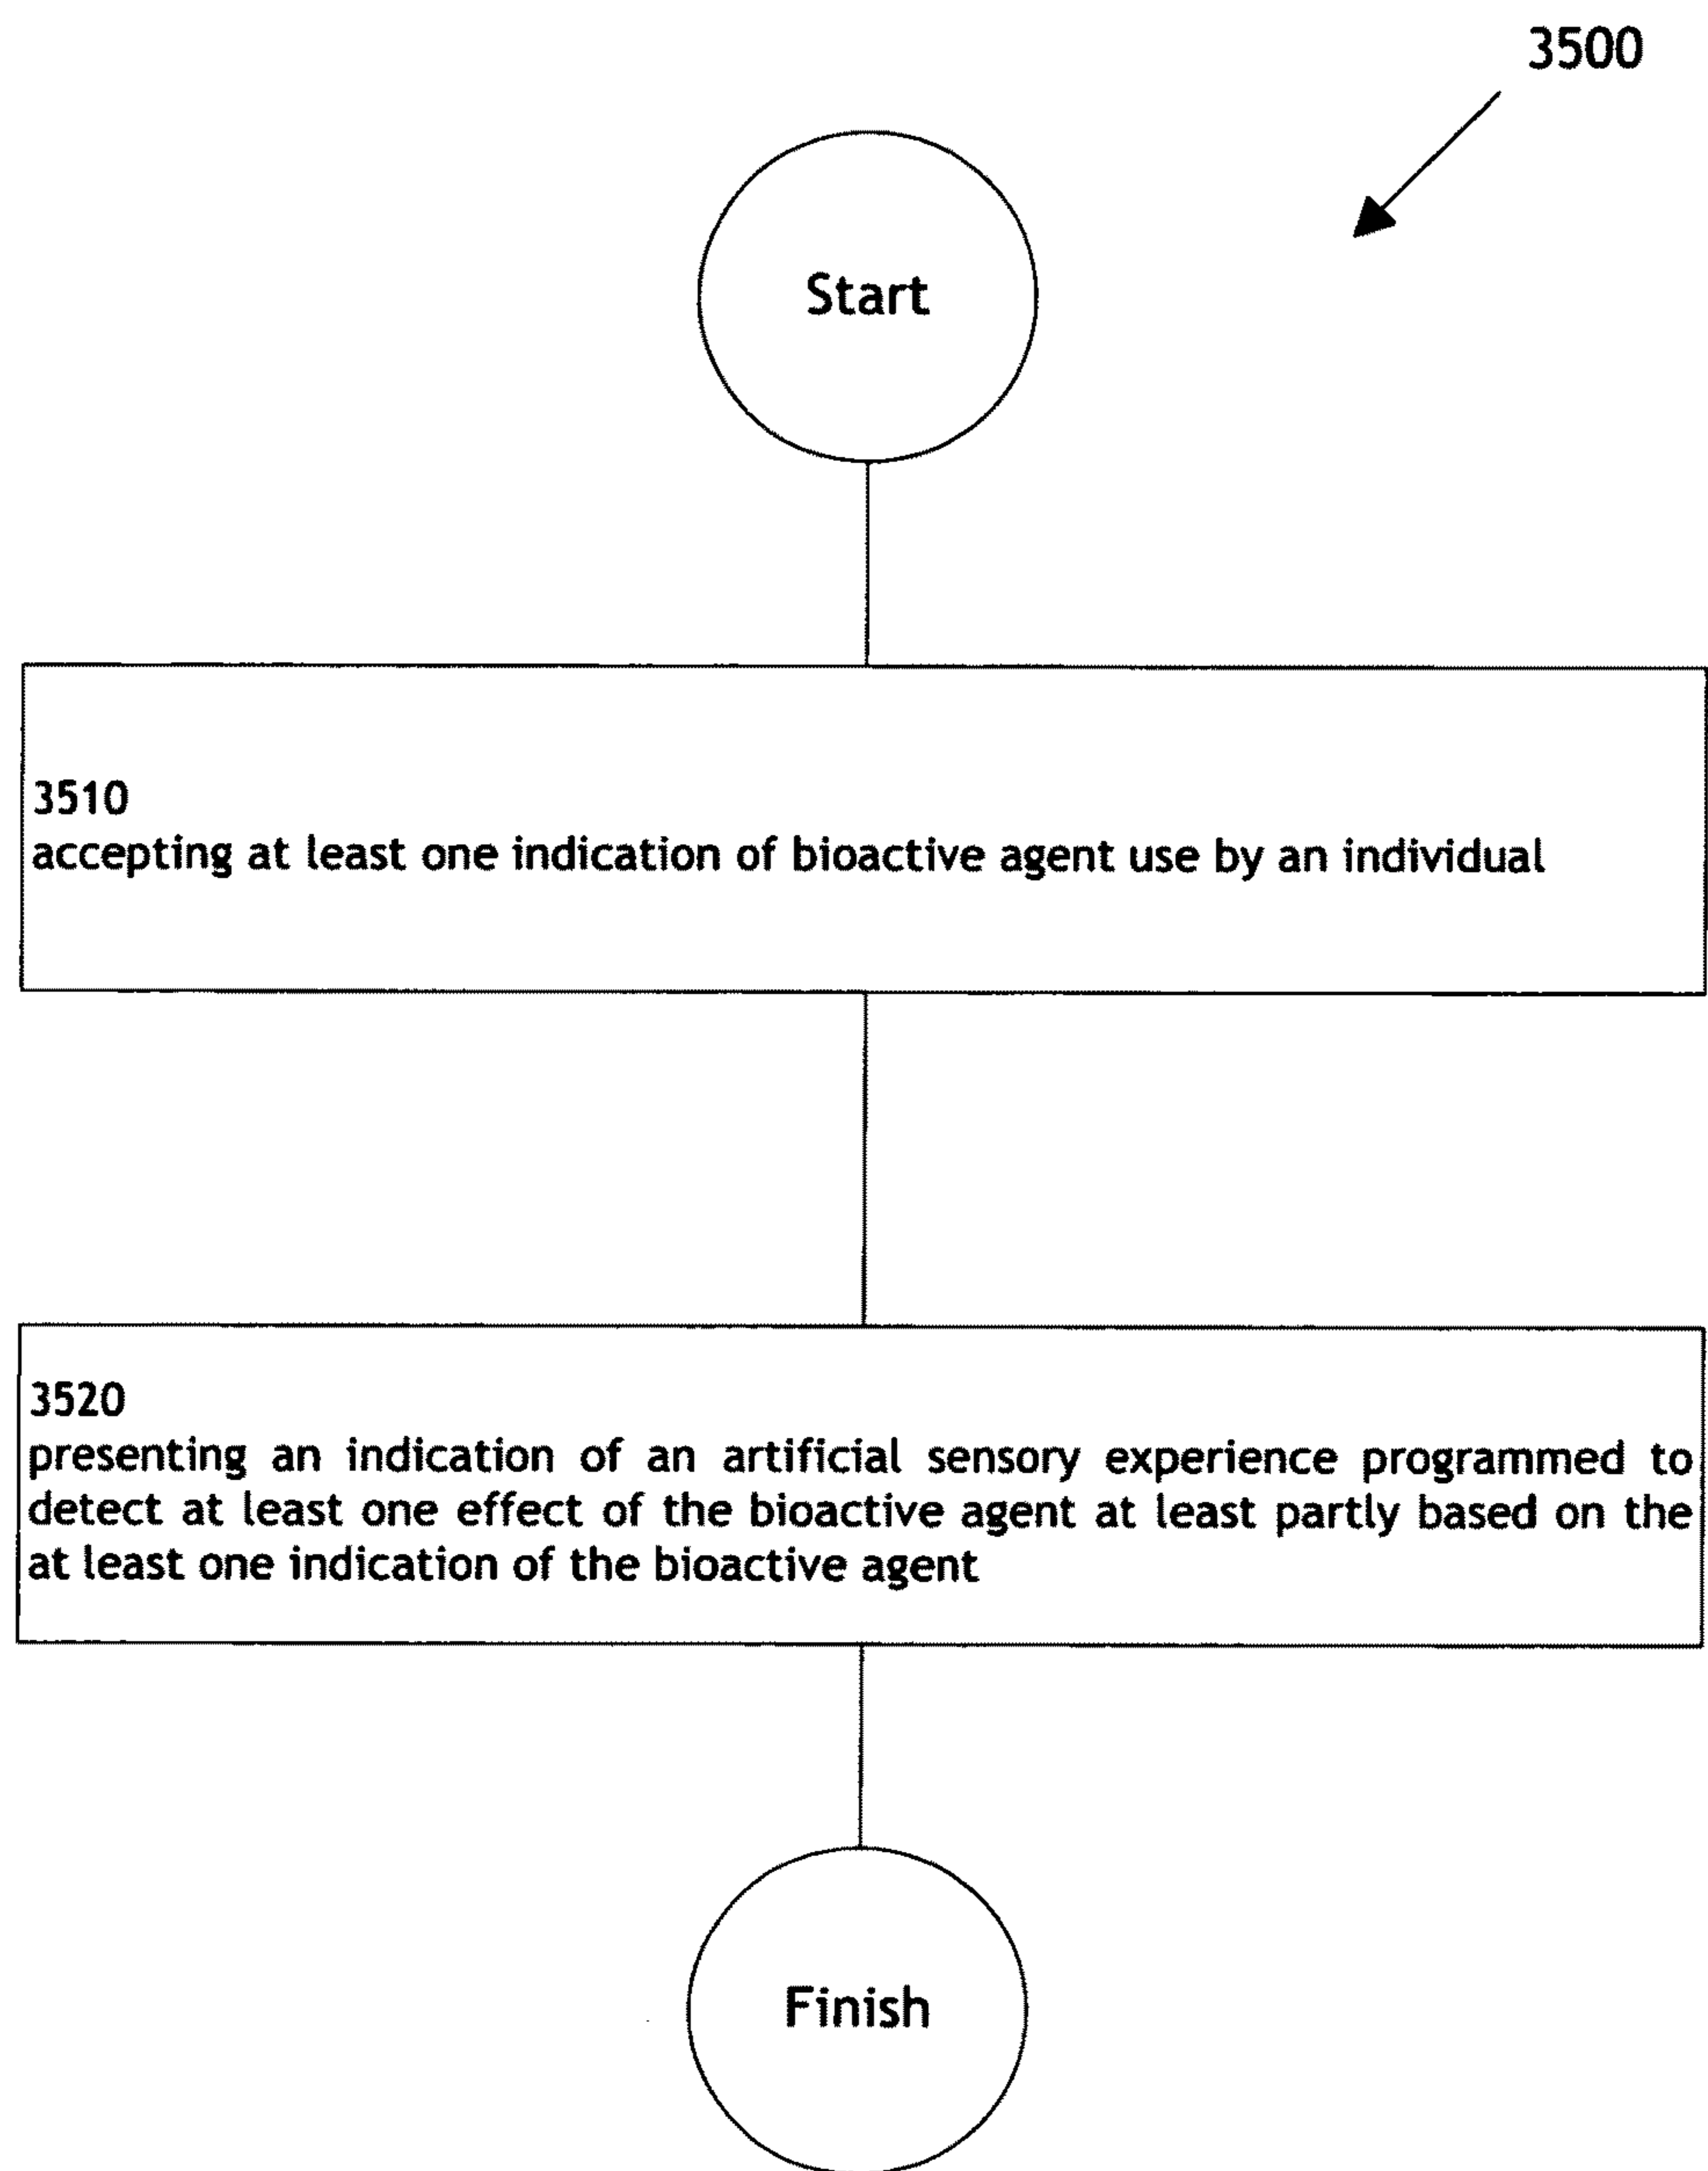 3500
Start
3510
accepting at least one indication of bioactive agent use by an individual
3520
presenting an indication of an artificial sensory experience programmed to
detect at least one effect of the bioactive agent at least partly based on the
at least one indication of the bioactive agent
Finish